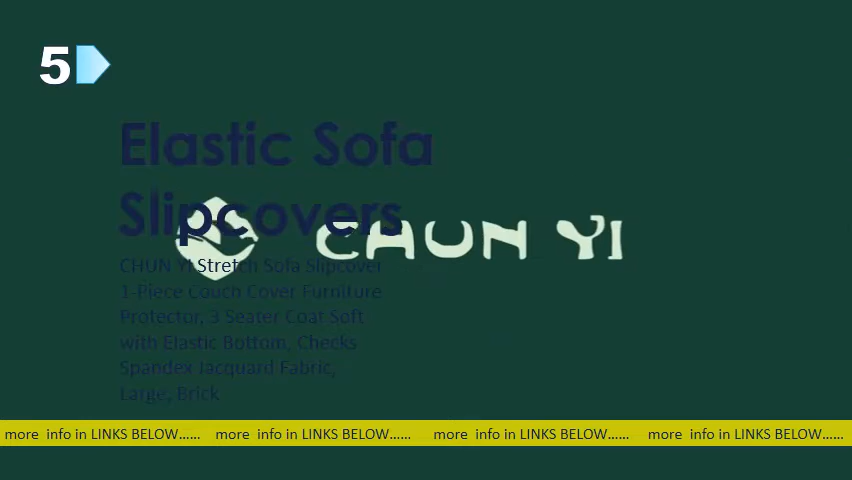 5
Elastic Sofa
Slipcovers
CHUN YI
CHUN YI Stretch Sofa Slipcover
1-Piece Couch Cover Furniture
Protector, 3 Seater Coat Soft
with Elastic Bottom, Checks
Spandex Jacquard Fabric,
Large, Brick
more info in LINKS BELOW...... more info in LINKS BELOW...... more info in LINKS BELOW...... more info in LINKS BELOW......